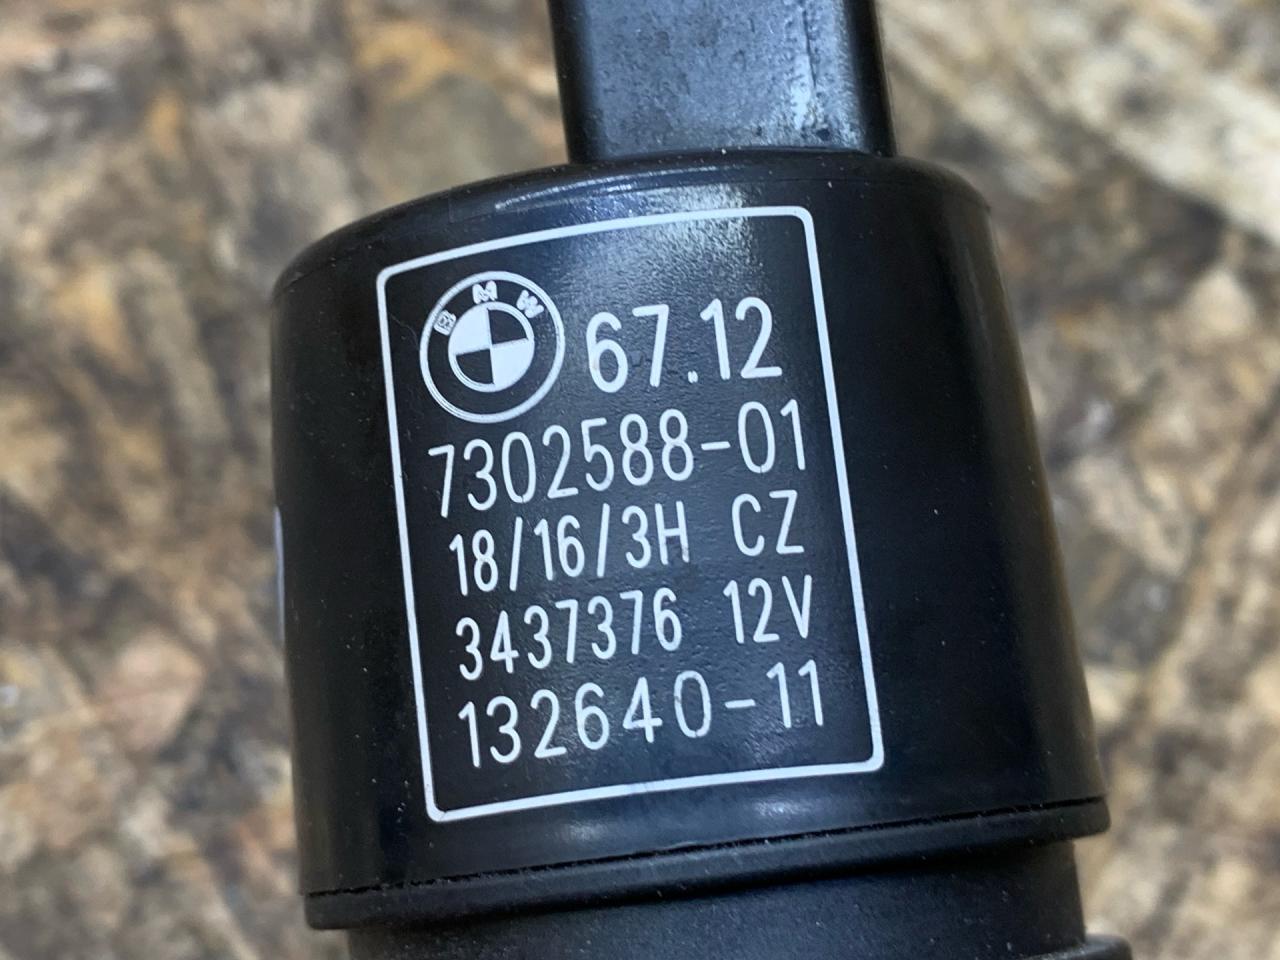 BMW 67.12
7302588-01
18/16/3H CZ
3437376 12V
132640-11